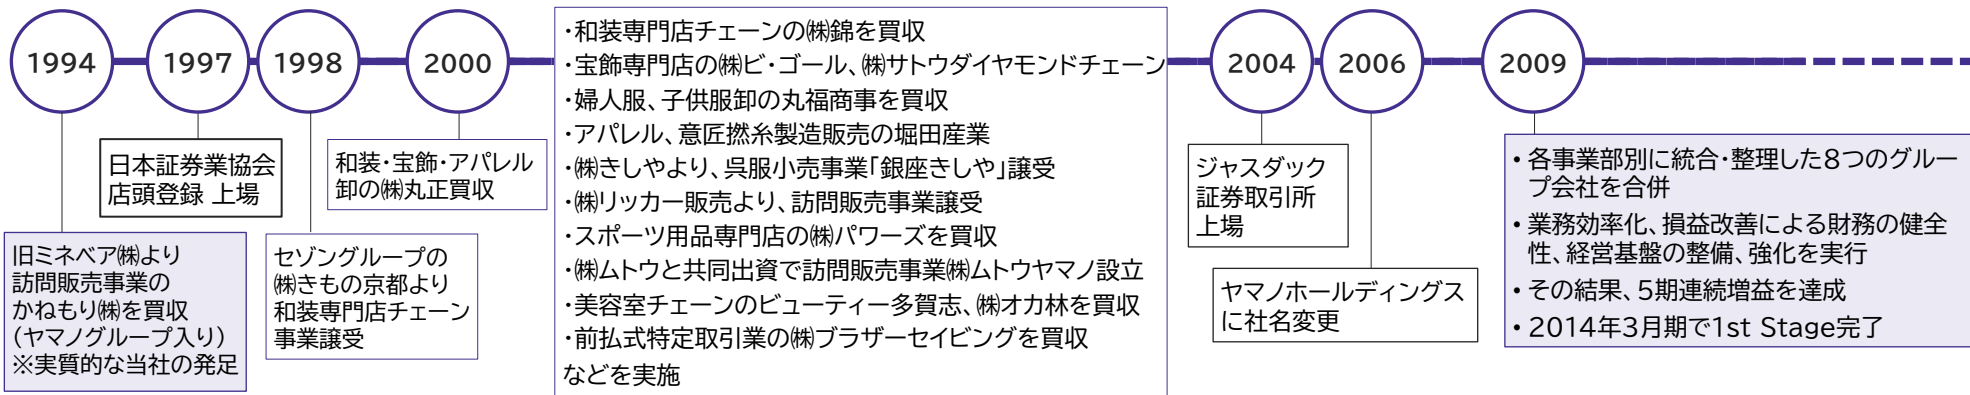 1994
1997
1998
2000
2004
2006
2009
旧ミネベア㈱より
訪問販売事業の
かねもり㈱を買収
(ヤマノグループ入り)
※実質的な当社の発足
日本証券業協会
店頭登録 上場
セゾングループの
㈱きもの京都より
和装専門店チェーン
事業譲受
和装・宝飾・アパレル
卸の㈱丸正買収
・和装専門店チェーンの㈱錦を買収
・宝飾専門店の㈱ビ・ゴール、㈱サトウダイヤモンドチェーン
・婦人服、子供服卸の丸福商事を買収
・アパレル、意匠撚糸製造販売の堀田産業
・㈱きしやより、呉服小売事業「銀座きしや」譲受
・㈱リッカー販売より、訪問販売事業譲受
・スポーツ用品専門店の㈱パワーズを買収
・㈱ムトウと共同出資で訪問販売事業㈱ムトウヤマノ設立
・美容室チェーンのビューティー多賀志、㈱オカ林を買収
・前払式特定取引業の㈱ブラザーセイビングを買収
などを実施
ジャスダック
証券取引所
上場
ヤマノホールディングス
に社名変更
・各事業部別に統合・整理した8つのグルー
プ会社を合併
・業務効率化、損益改善による財務の健全
性、経営基盤の整備、強化を実行
・その結果、5期連続増益を達成
・2014年3月期で1st Stage完了